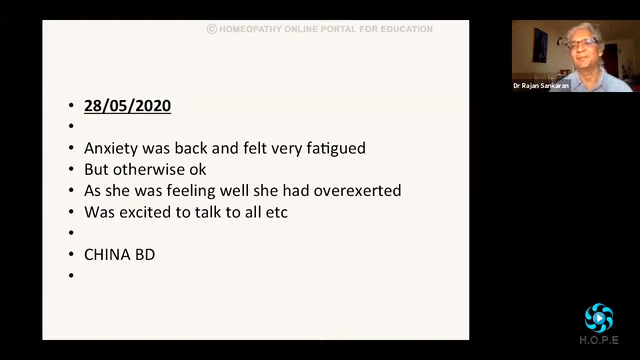 © HOMEOPATHY ONLINE PORTAL FOR EDUCATION
• 28/05/2020
•
• Anxiety was back and felt very fatigued
• But otherwise ok
• As she was feeling well she had overexerted
• Was excited to talk to all etc
•
• CHINA BD
•
Dr Rajan Sankaran
H.O.P.E